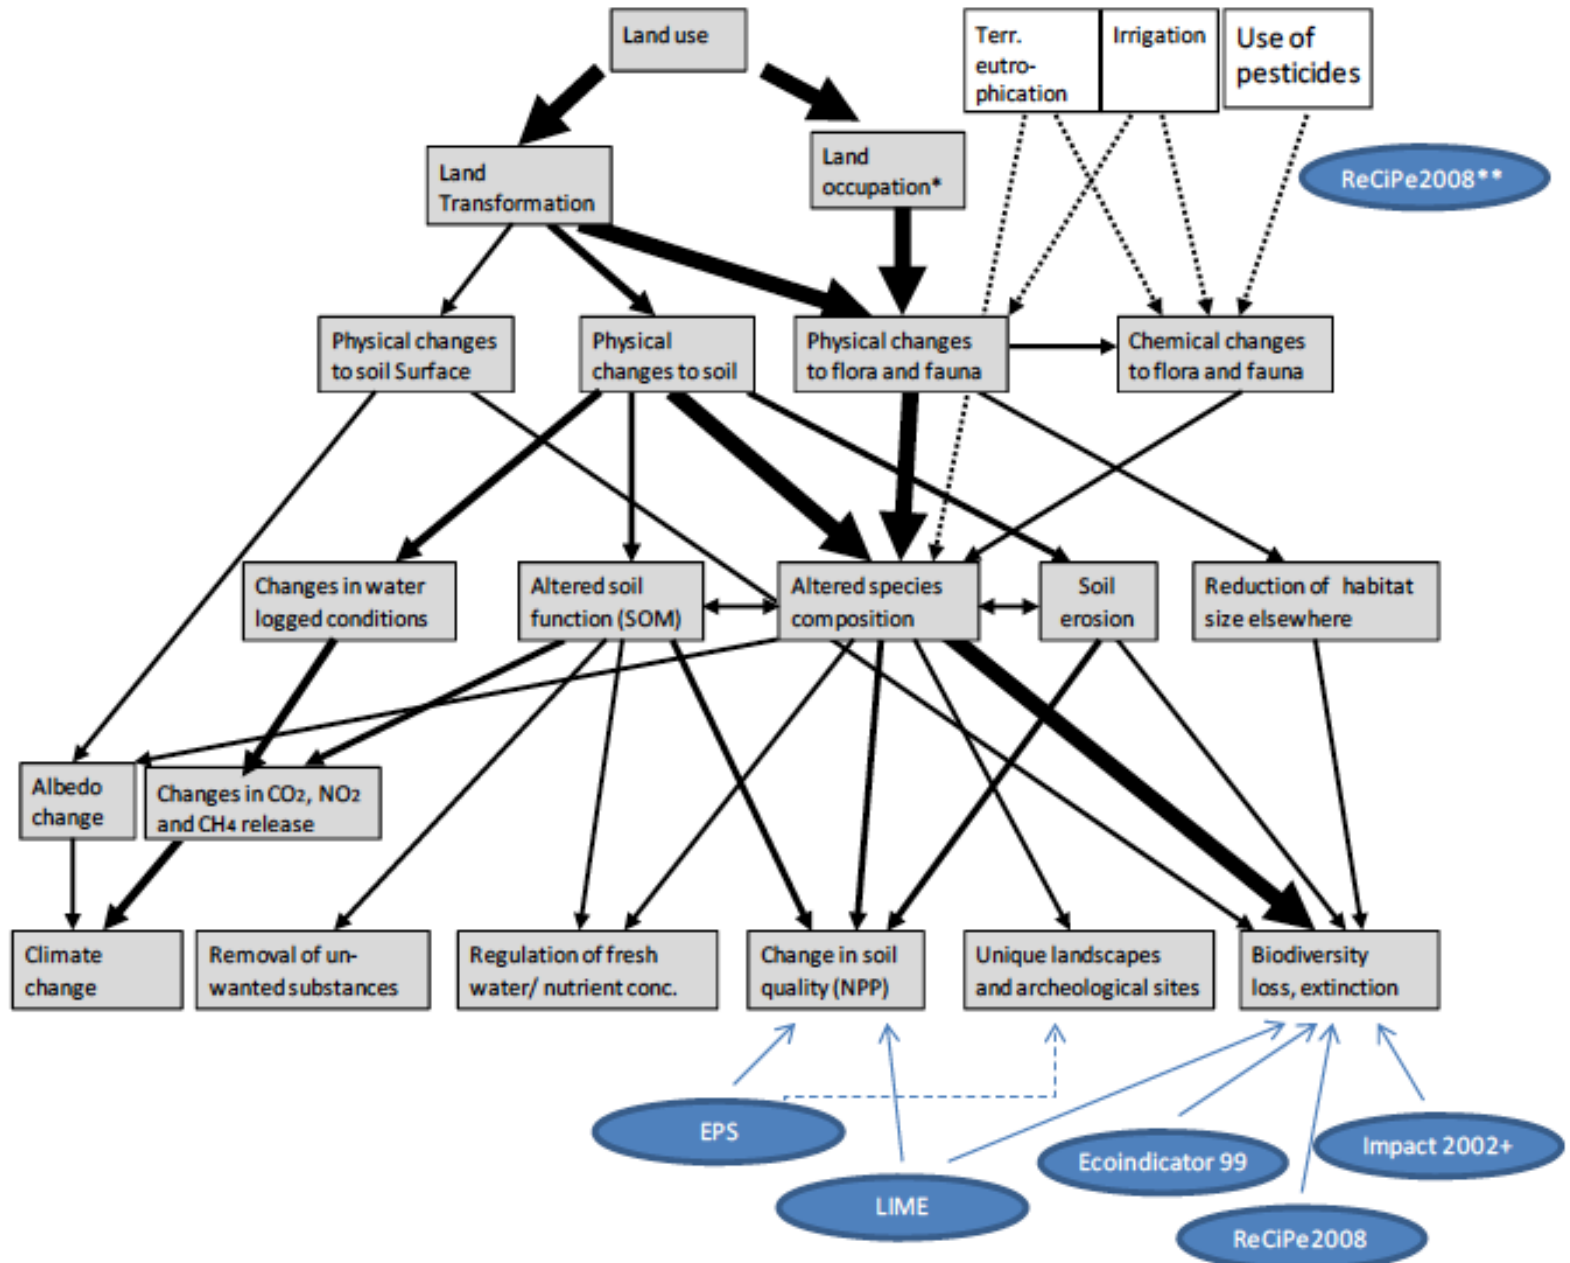 Land use
Terr.
eutro-
phication
Irrigation
Use of
pesticides
Land
Transformation
Land
occupation*
ReCiPe2008**
Physical changes
to soil Surface
Physical
changes to soil
Physical changes
to flora and fauna
Chemical changes
to flora and fauna
Changes in water
logged conditions
Altered soil
function (SOM)
Altered species
composition
Soil
erosion
Reduction of habitat
size elsewhere
Albedo
change
Changes in CO₂, NO₂
and CH₄ release
Climate
change
Removal of un-
wanted substances
Regulation of fresh
water/ nutrient conc.
Change in soil
quality (NPP)
Unique landscapes
and archeological sites
Biodiversity
loss, extinction
EPS
LIME
Ecoindicator 99
Impact 2002+
ReCiPe2008